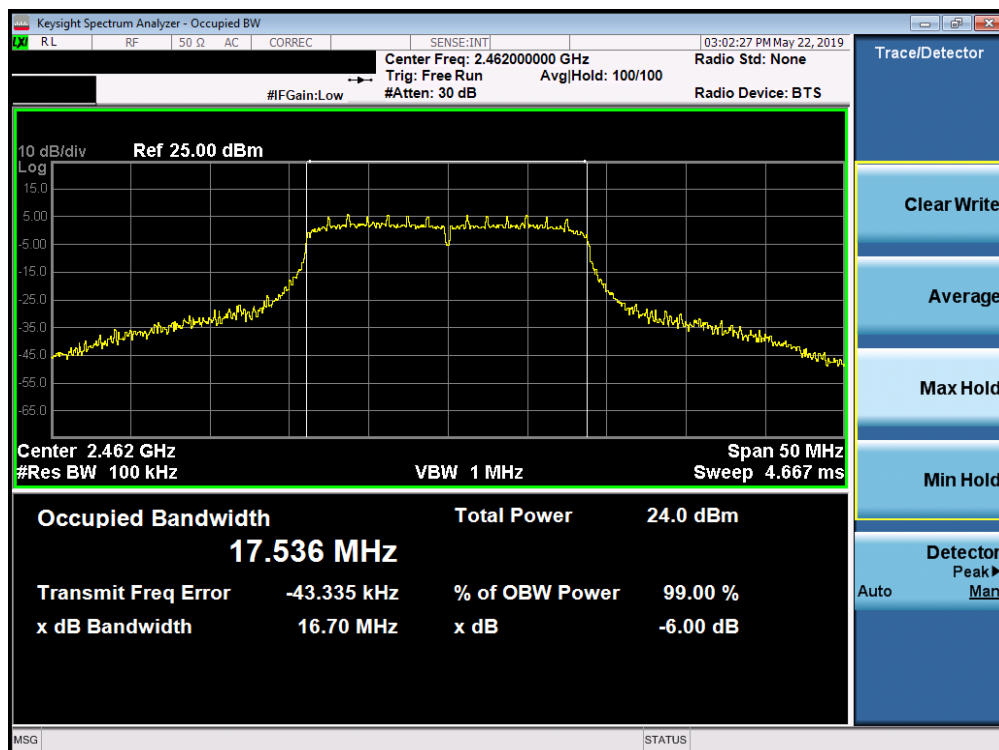 Keysight Spectrum Analyzer - Occupied BW
LXI RL RF 50 Ω AC CORREC SENSE:INT 03:02:27 PM May 22, 2019
Center Freq: 2.462000000 GHz Radio Std: None
Trig: Free Run Avg|Hold: 100/100
#IFGain:Low #Atten: 30 dB Radio Device: BTS
10 dB/div Ref 25.00 dBm
Log
15.0
5.00
-5.00
-15.0
-25.0
-35.0
-45.0
-55.0
-65.0
Center 2.462 GHz Span 50 MHz
#Res BW 100 kHz VBW 1 MHz Sweep 4.667 ms
Occupied Bandwidth Total Power 24.0 dBm
17.536 MHz
Transmit Freq Error -43.335 kHz % of OBW Power 99.00 %
x dB Bandwidth 16.70 MHz x dB -6.00 dB
MSG STATUS
Trace/Detector
Clear Write
Average
Max Hold
Min Hold
Detector
Peak▶
Auto Man